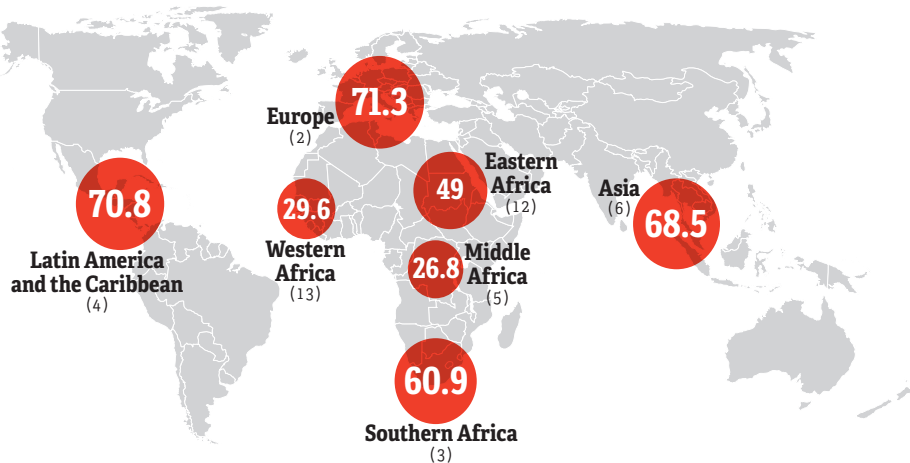 71.3
Europe
(2)
70.8
Latin America
and the Caribbean
(4)
29.6
Western
Africa
(13)
49
Eastern
Africa
(12)
26.8
Middle
Africa
(5)
Asia
(6)
68.5
60.9
Southern Africa
(3)